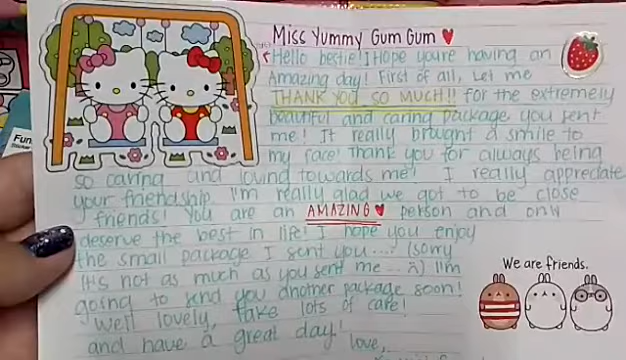 Miss Yummy Gum Gum
Hello bestie! I Hope you're having an
Amazing day! First of all, Let me
THANK YOU SO MUCH!! for the extremely
beautiful and caring package you sent
me! It really brought a smile to
my face! Thank you for always being
so caring and loving towards me! I really appreciate
your friendship. I'm really glad we got to be close
friends! You are an AMAZING person and only
deserve the best in life! I hope you enjoy
the small package I sent you ...! (sorry
it's not as much as you sent me ...) I'm
going to send you another package soon!
Well lovely, take lots of care!
and have a great day!
love,
We are friends.
Fun